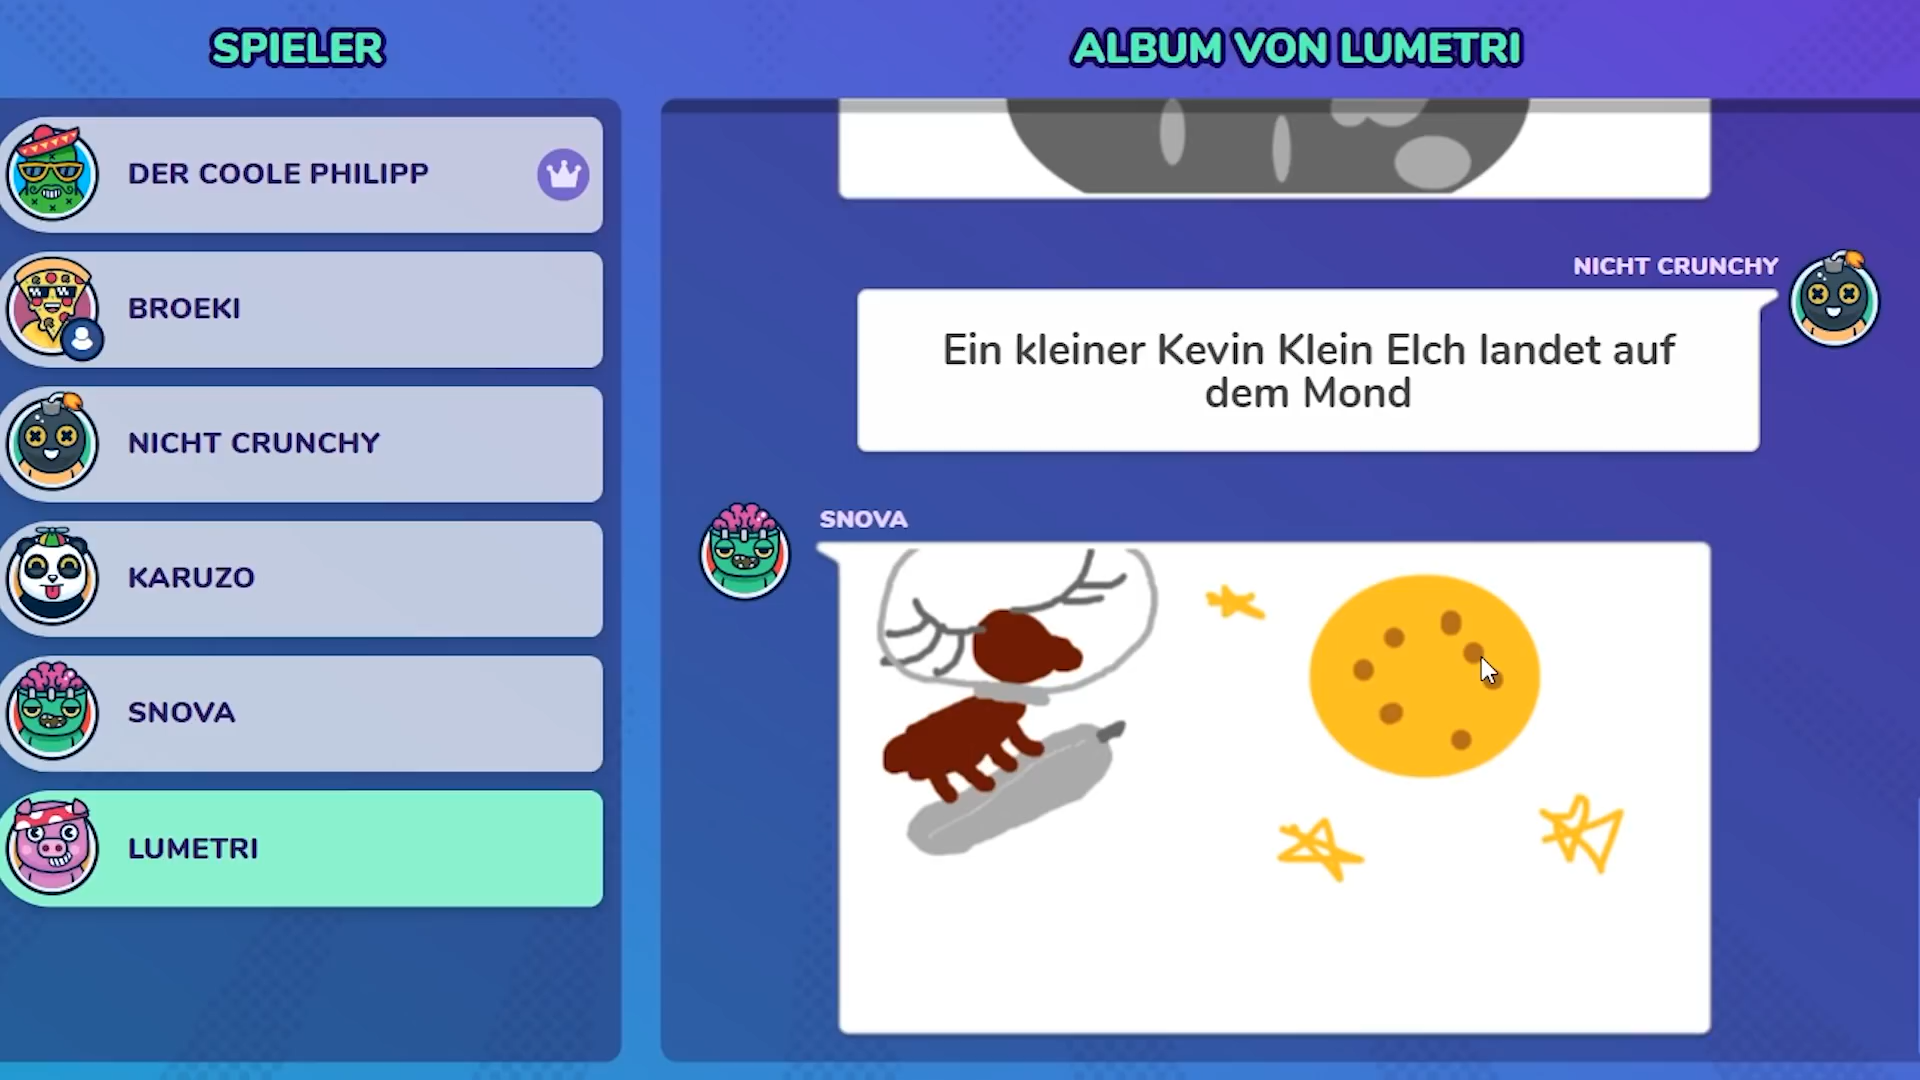 SPIELER
ALBUM VON LUMETRI
DER COOLE PHILIPP
BROEKI
NICHT CRUNCHY
KARUZO
SNOVA
LUMETRI
NICHT CRUNCHY
Ein kleiner Kevin Klein Elch landet auf
dem Mond
SNOVA